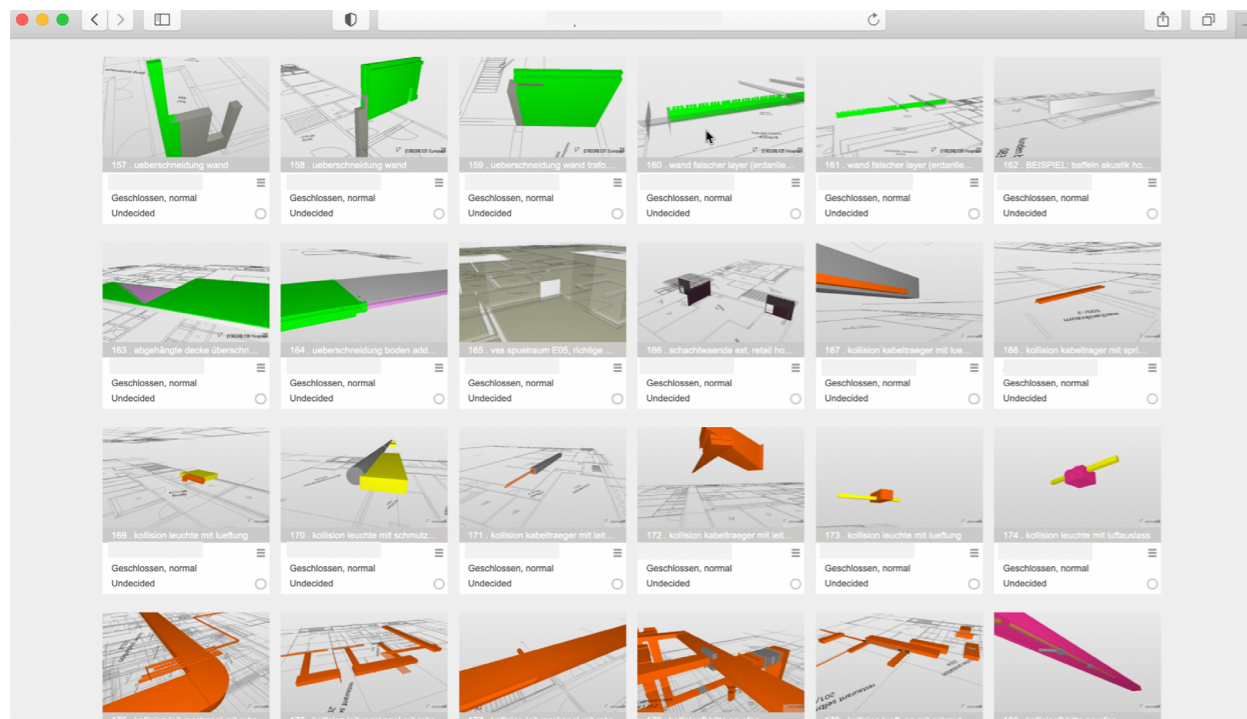 157 . ueberschneidung wand
158 . ueberschneidung wand
159 . ueberschneidung wand trafo...
160 . wand falscher layer (erdanlie...
161 . wand falscher layer (erdanlie...
162 . BEISPIEL: baffeln akustik ho...
Geschlossen, normal
Geschlossen, normal
Geschlossen, normal
Geschlossen, normal
Geschlossen, normal
Geschlossen, normal
Undecided
Undecided
Undecided
Undecided
Undecided
Undecided
163 . abgehängte decke überschn...
164 . ueberschneidung boden add...
165 . vss spuelraum E05, richtige ...
166 . schachtwaende ext. retail ho...
167 . kollision kabeltraeger mit lue...
168 . kollision kabeltrager mit spri...
Geschlossen, normal
Geschlossen, normal
Geschlossen, normal
Geschlossen, normal
Geschlossen, normal
Geschlossen, normal
Undecided
Undecided
Undecided
Undecided
Undecided
Undecided
169 . kollision leuchte mit lueftung
170 . kollision leuchte mit schmutz...
171 . kollision kabeltraeger mit leit...
172 . kollision kabeltraeger mit leit...
173 . kollision leuchte mit lueftung
174 . kollision leuchte mit luftauslass
Geschlossen, normal
Geschlossen, normal
Geschlossen, normal
Geschlossen, normal
Geschlossen, normal
Geschlossen, normal
Undecided
Undecided
Undecided
Undecided
Undecided
Undecided